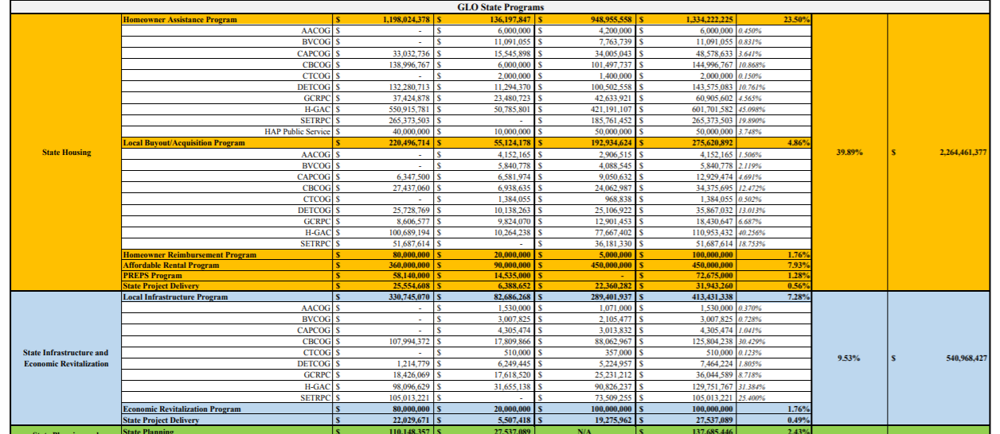 GLO State Programs
Homeowner Assistance Program $ 1,198,024,378 $ 136,197,847 $ 948,955,558 $ 1,334,222,225 23.50%
AACOG $ - $ 6,000,000 $ 4,200,000 $ 6,000,000 0.450%
BVCOG $ - $ 11,091,055 $ 7,763,739 $ 11,091,055 0.831%
CAPCOG $ 33,032,736 $ 15,545,898 $ 34,005,043 $ 48,578,633 3.641%
CBCOG $ 138,996,767 $ 6,000,000 $ 101,497,737 $ 144,996,767 10.868%
CTCOG $ - $ 2,000,000 $ 1,400,000 $ 2,000,000 0.150%
DETCOG $ 132,280,713 $ 11,294,370 $ 100,502,558 $ 143,575,083 10.761%
GCRPC $ 37,424,878 $ 23,480,723 $ 42,633,921 $ 60,905,602 4.565%
H-GAC $ 550,915,781 $ 50,785,801 $ 421,191,107 $ 601,701,582 45.098%
SETRPC $ 265,373,503 $ - $ 185,761,452 $ 265,373,503 19.890%
HAP Public Service $ 40,000,000 $ 10,000,000 $ 50,000,000 $ 50,000,000 3.748%
Local Buyout/Acquisition Program $ 220,496,714 $ 55,124,178 $ 192,934,624 $ 275,620,892 4.86%
State Housing 39.89% $ 2,264,461,377
AACOG $ - $ 4,152,165 $ 2,906,515 $ 4,152,165 1.506%
BVCOG $ - $ 5,840,778 $ 4,088,545 $ 5,840,778 2.119%
CAPCOG $ 6,347,500 $ 6,581,974 $ 9,050,632 $ 12,929,474 4.691%
CBCOG $ 27,437,060 $ 6,938,635 $ 24,062,987 $ 34,375,695 12.472%
CTCOG $ - $ 1,384,055 $ 968,838 $ 1,384,055 0.502%
DETCOG $ 25,728,769 $ 10,138,263 $ 25,106,922 $ 35,867,032 13.013%
GCRPC $ 8,606,577 $ 9,824,070 $ 12,901,453 $ 18,430,647 6.687%
H-GAC $ 100,689,194 $ 10,264,238 $ 77,667,402 $ 110,953,432 40.256%
SETRPC $ 51,687,614 $ - $ 36,181,330 $ 51,687,614 18.753%
Homeowner Reimbursement Program $ 80,000,000 $ 20,000,000 $ 5,000,000 $ 100,000,000 1.76%
Affordable Rental Program $ 360,000,000 $ 90,000,000 $ 450,000,000 $ 450,000,000 7.93%
PREPS Program $ 58,140,000 $ 14,535,000 $ - $ 72,675,000 1.28%
State Project Delivery $ 25,554,608 $ 6,388,652 $ 22,360,282 $ 31,943,260 0.56%
Local Infrastructure Program $ 330,745,070 $ 82,686,268 $ 289,401,937 $ 413,431,338 7.28%
AACOG $ - $ 1,530,000 $ 1,071,000 $ 1,530,000 0.370%
BVCOG $ - $ 3,007,825 $ 2,105,477 $ 3,007,825 0.728%
CAPCOG $ - $ 4,305,474 $ 3,013,832 $ 4,305,474 1.041%
CBCOG $ 107,994,372 $ 17,809,866 $ 88,062,967 $ 125,804,238 30.429%
State Infrastructure and
Economic Revitalization 9.53% $ 540,968,427
CTCOG $ - $ 510,000 $ 357,000 $ 510,000 0.123%
DETCOG $ 1,214,779 $ 6,249,445 $ 5,224,957 $ 7,464,224 1.805%
GCRPC $ 18,426,069 $ 17,618,520 $ 25,231,212 $ 36,044,589 8.718%
H-GAC $ 98,096,629 $ 31,655,138 $ 90,826,237 $ 129,751,767 31.384%
SETRPC $ 105,013,221 $ - $ 73,509,255 $ 105,013,221 25.400%
Economic Revitalization Program $ 80,000,000 $ 20,000,000 $ 100,000,000 $ 100,000,000 1.76%
State Project Delivery $ 22,029,671 $ 5,507,418 $ 19,275,962 $ 27,537,089 0.49%
State Planning $ 110,148,357 $ 27,537,089 N/A $ 137,685,446 2.43%